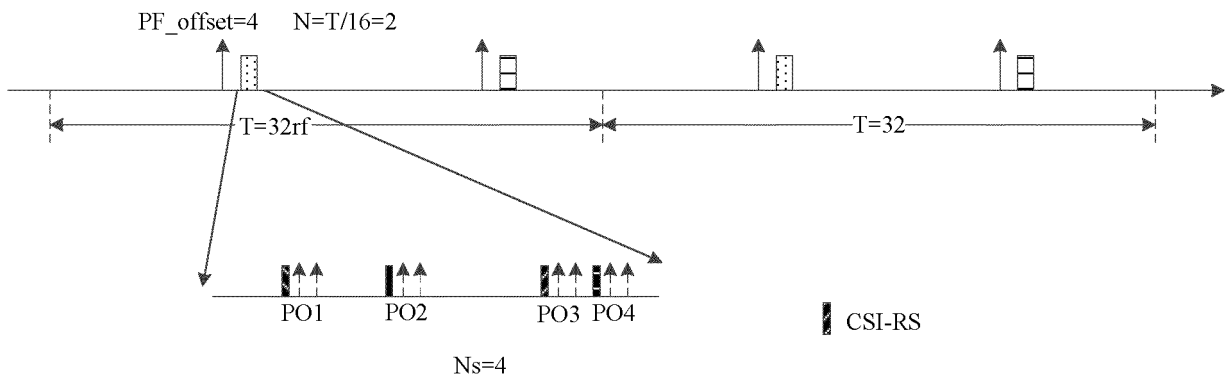 PF_offset=4 N=T/16=2
T=32rf
T=32
PO1
PO2
PO3
PO4
CSI-RS
Ns=4